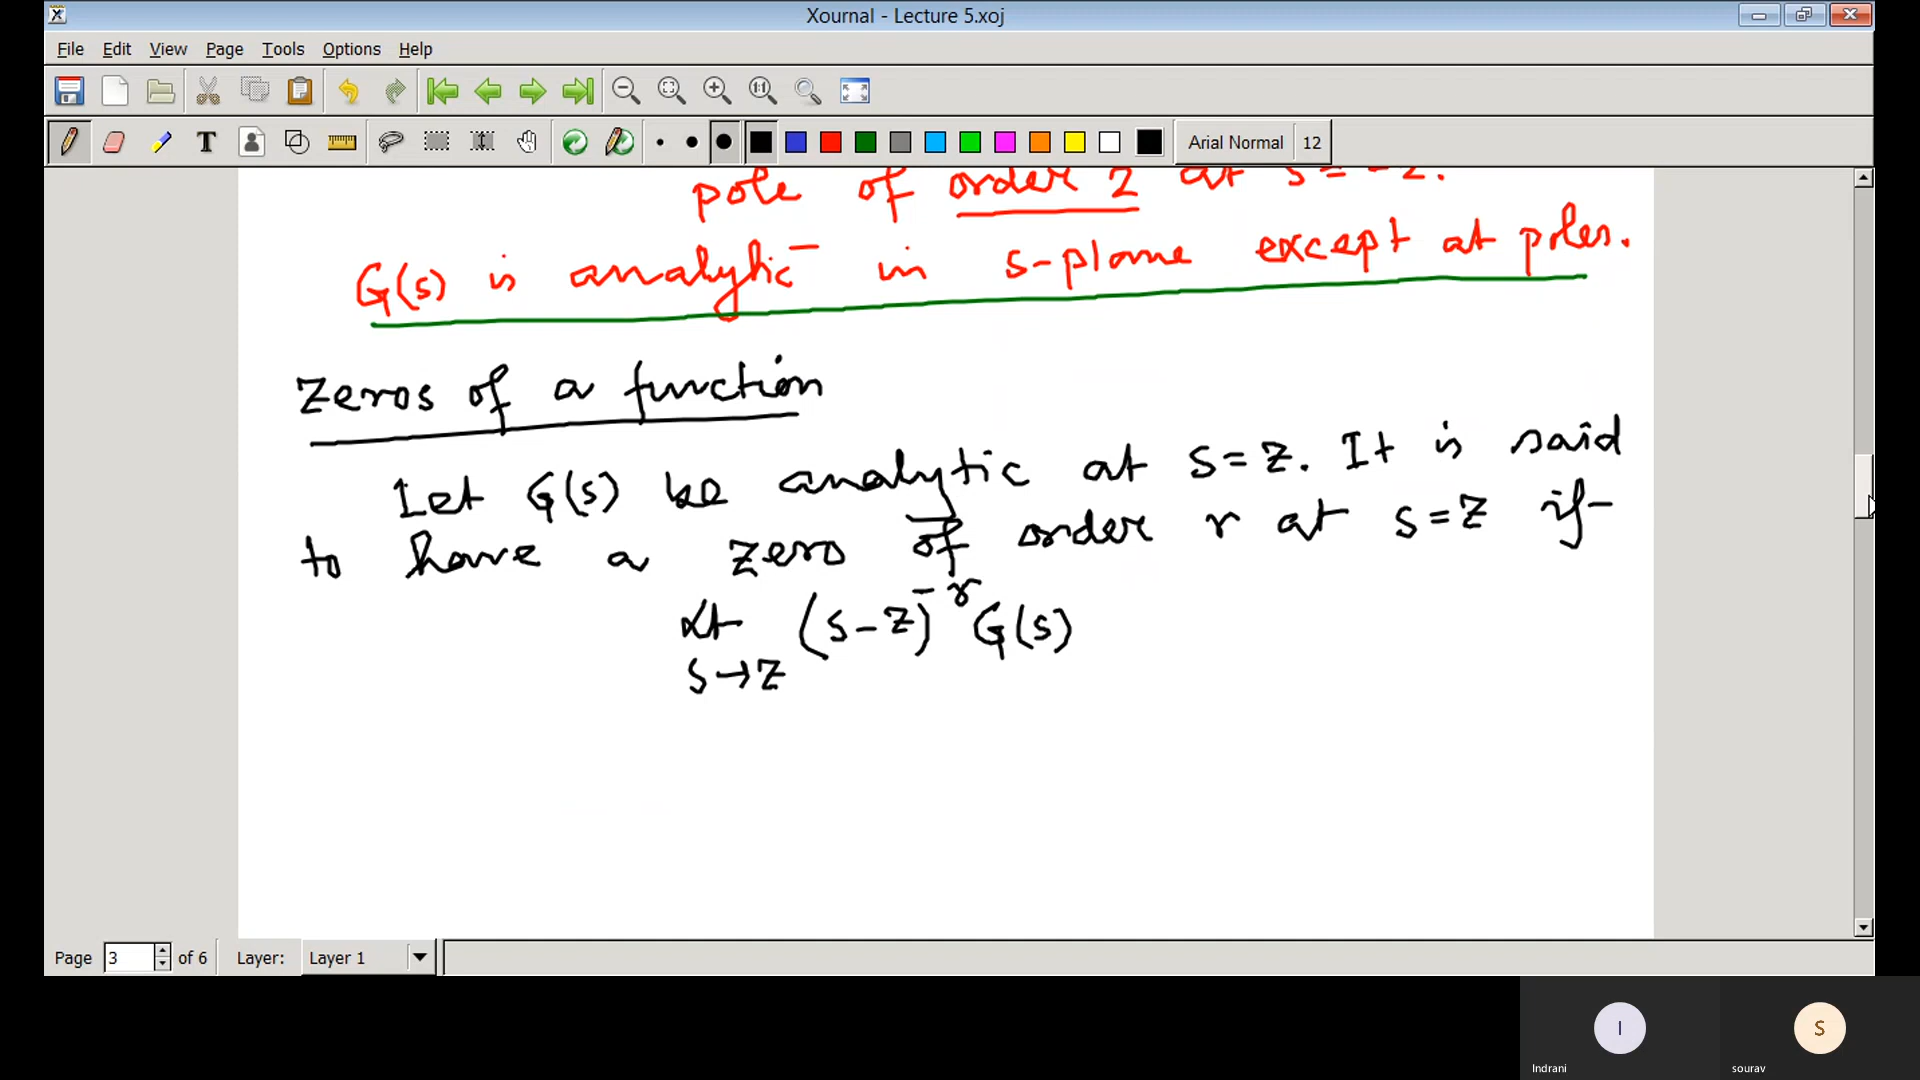 Xournal - Lecture 5.xoj
File Edit View Page Tools Options Help
Arial Normal 12
pole of order 2 at s = -2.
G(s) is analytic in s-plane except at poles.
Zeros of a function
Let G(s) be analytic at s=z. It is said
to have a zero of order r at s=z if
Lt (s-z)^-r G(s)
s→z
Page 3 of 6 Layer: Layer 1
I S
Indrani sourav